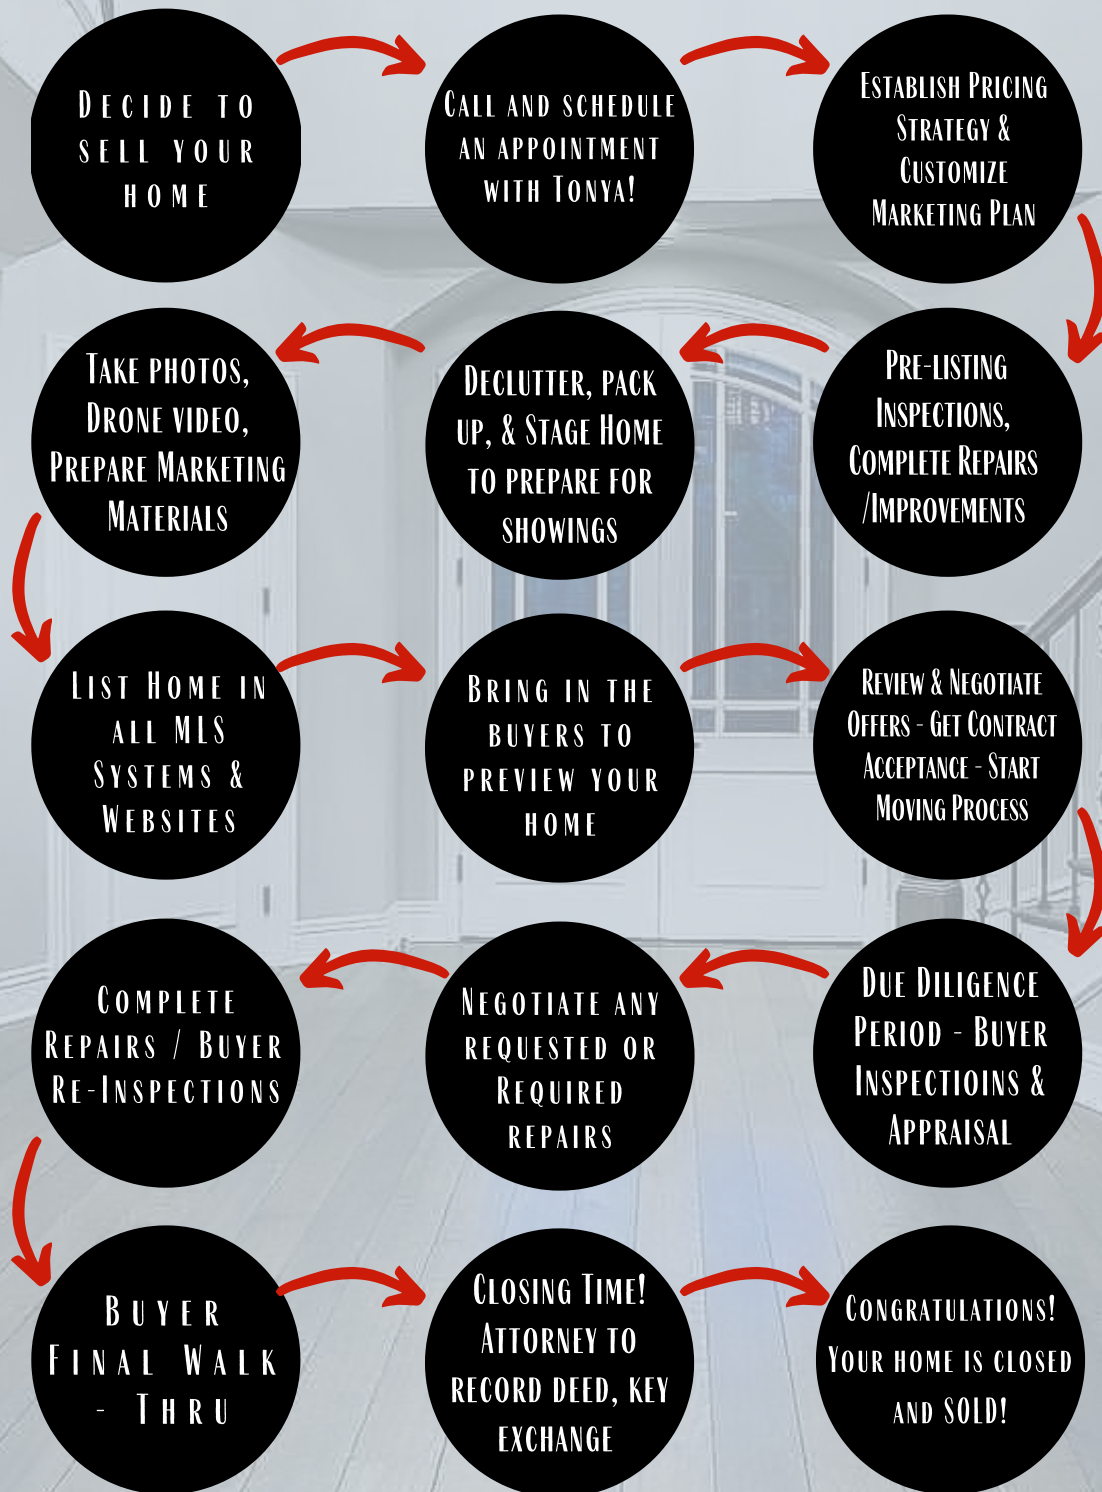 Decide to
sell your
home
Call and schedule
an appointment
with Tonya!
Establish Pricing
Strategy &
Customize
Marketing Plan
Pre-listing
Inspections,
Complete Repairs
/Improvements
Declutter, pack
up, & Stage Home
to prepare for
showings
Take photos,
Drone video,
Prepare Marketing
Materials
List Home in
all MLS
Systems &
Websites
Bring in the
buyers to
preview your
home
Review & Negotiate
Offers - Get Contract
Acceptance - Start
Moving Process
Due Diligence
Period - Buyer
Inspectioins &
Appraisal
Negotiate any
requested or
Required
repairs
Complete
Repairs / Buyer
Re-Inspections
Buyer
Final Walk
- Thru
Closing Time!
Attorney to
record deed, key
exchange
Congratulations!
Your home is closed
and SOLD!